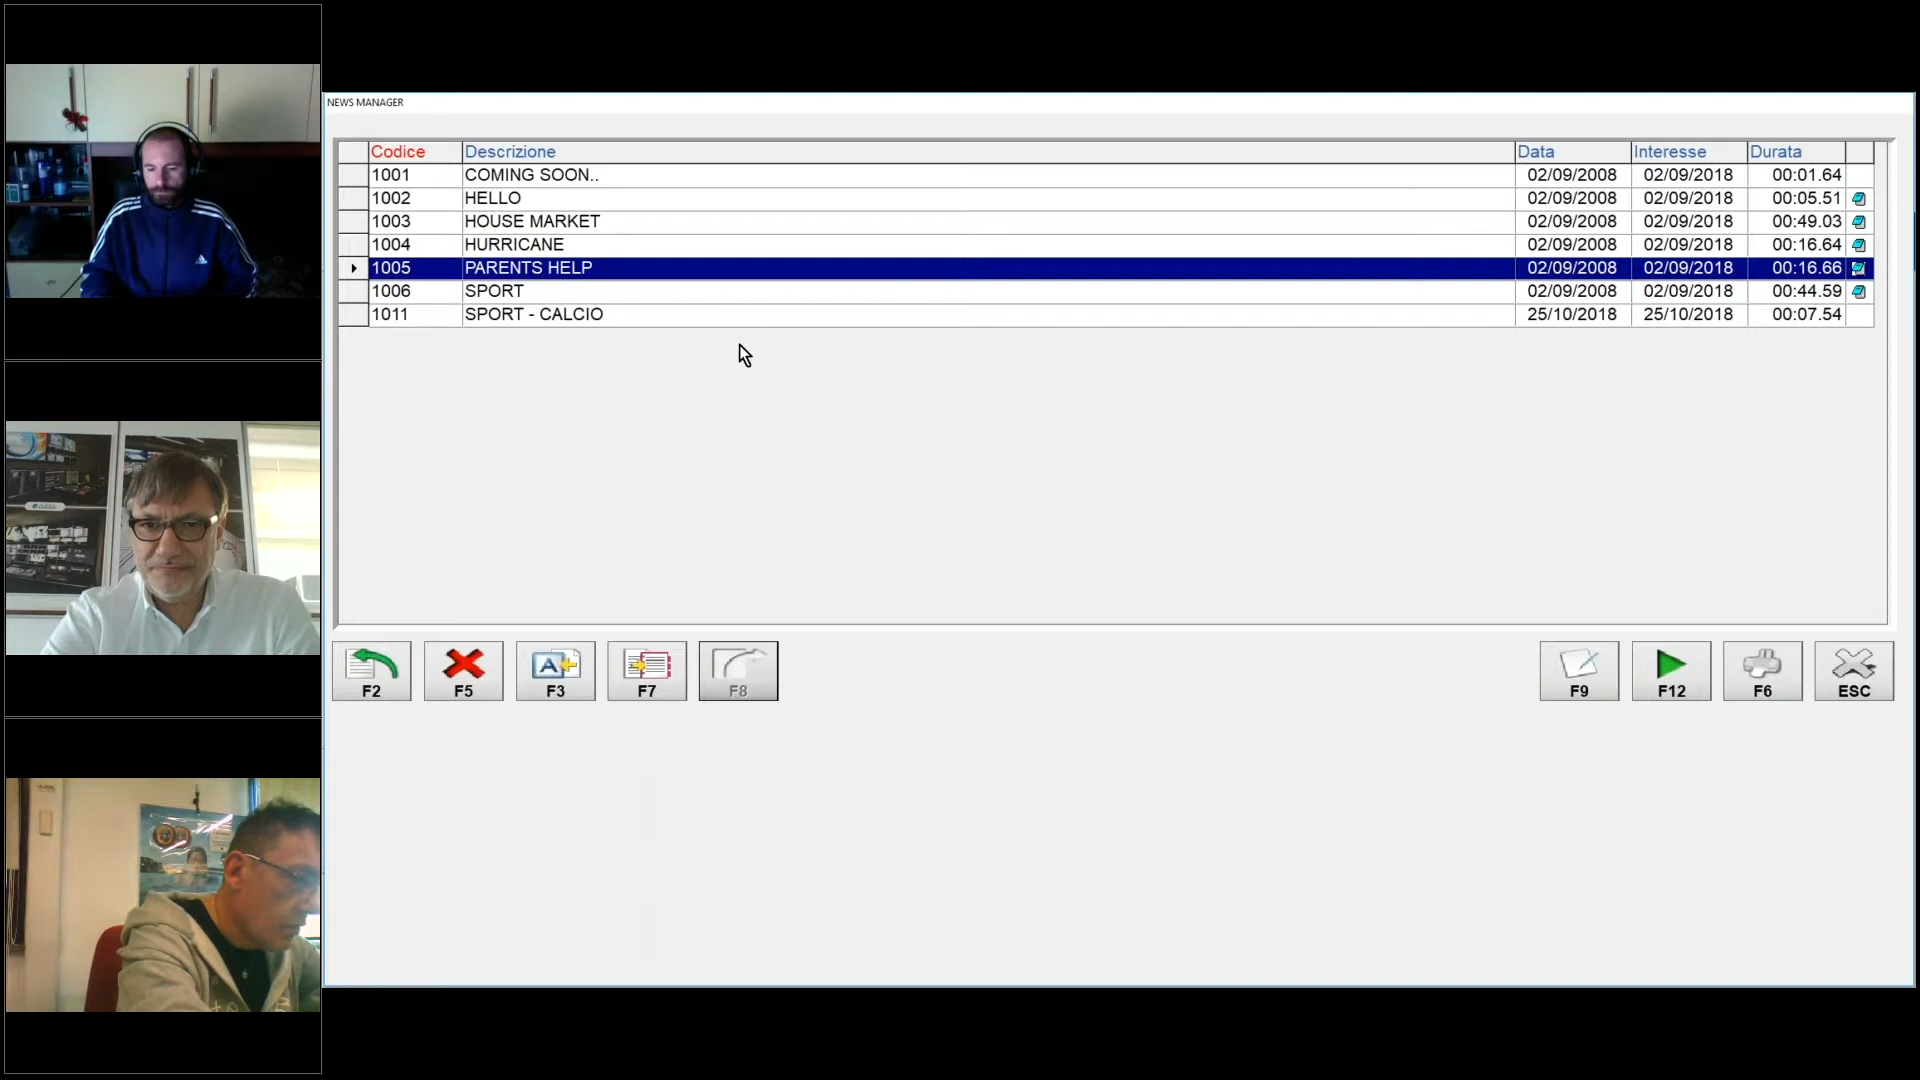 NEWS MANAGER
Codice Descrizione Data Interesse Durata
1001 COMING SOON.. 02/09/2008 02/09/2018 00:01.64
1002 HELLO 02/09/2008 02/09/2018 00:05.51
1003 HOUSE MARKET 02/09/2008 02/09/2018 00:49.03
1004 HURRICANE 02/09/2008 02/09/2018 00:16.64
1005 PARENTS HELP 02/09/2008 02/09/2018 00:16.66
1006 SPORT 02/09/2008 02/09/2018 00:44.59
1011 SPORT - CALCIO 25/10/2018 25/10/2018 00:07.54
F2 F5 F3 F7 F8 F9 F12 F6 ESC